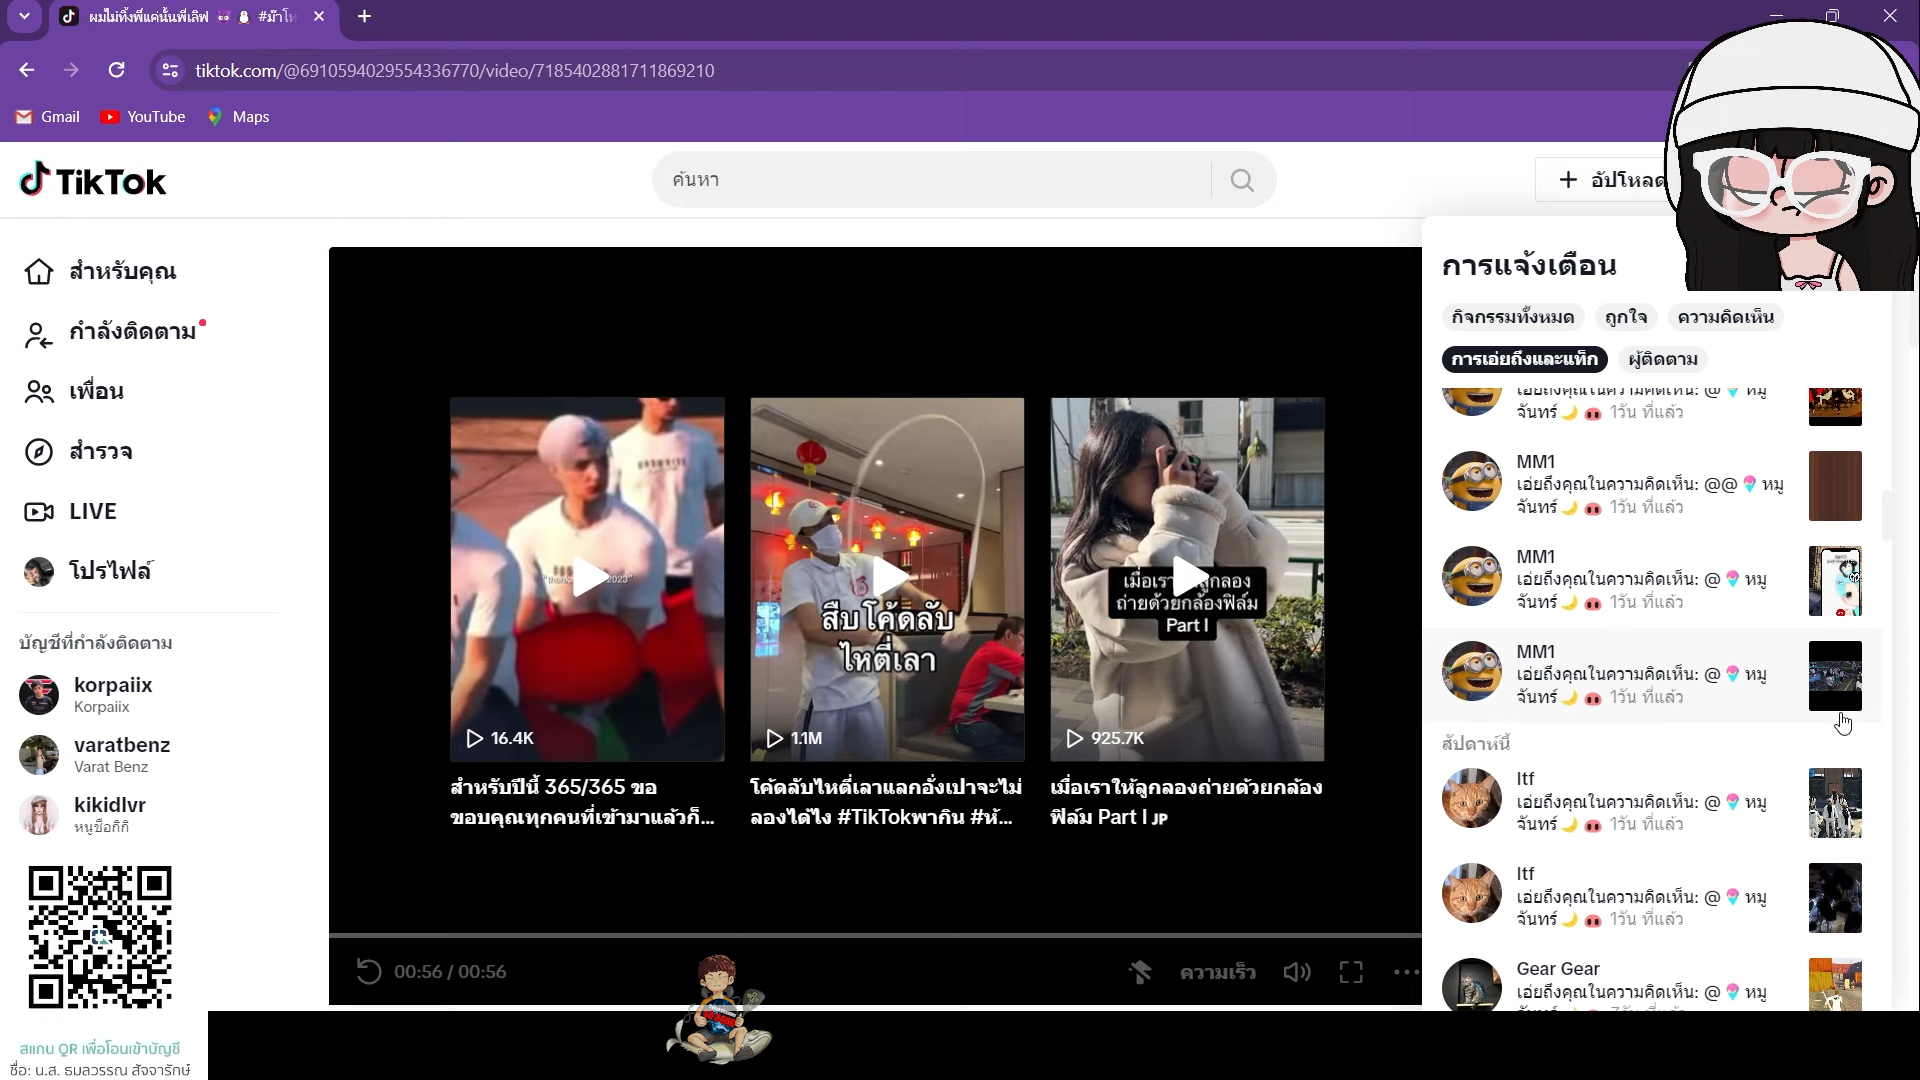 ผมไม่ทิ้งพี่แค่นั้นพี่เลิฟ 😈 ⛄ #ม๊าโห
tiktok.com/@6910594029554336770/video/7185402881711869210
Gmail
YouTube
Maps
TikTok
ค้นหา
อัปโหลด
สำหรับคุณ
กำลังติดตาม
เพื่อน
สำรวจ
LIVE
โปรไฟล์
บัญชีที่กำลังติดตาม
korpaiix
Korpaiix
varatbenz
Varat Benz
kikidlvr
หนูชื่อกีกี้
สแกน QR เพื่อโอนเข้าบัญชี
ชื่อ: น.ส. ธมลวรรณ สัจจารักษ์
16.4K
สำหรับปีนี้ 365/365 ขอ
ขอบคุณทุกคนที่เข้ามาแล้วก็...
สืบโค้ดลับ
ไหตี่เลา
1.1M
โค้ดลับไหตี่เลาแลกอั่งเปาจะไม่
ลองได้ไง #TikTokพากิน #ห้...
ถ่ายด้วยกล้องฟิล์ม
Part I
925.7K
เมื่อเราให้ลูกลองถ่ายด้วยกล้อง
ฟิล์ม Part I JP
00:56 / 00:56
ความเร็ว
การแจ้งเตือน
กิจกรรมทั้งหมด
ถูกใจ
ความคิดเห็น
การเอ่ยถึงและแท็ก
ผู้ติดตาม
เอ่ยถึงคุณในความคิดเห็น: @🍧 หมู
จันทร์🌙 🐽 1วัน ที่แล้ว
MM1
เอ่ยถึงคุณในความคิดเห็น: @@🍧 หมู
จันทร์🌙 🐽 1วัน ที่แล้ว
MM1
เอ่ยถึงคุณในความคิดเห็น: @🍧 หมู
จันทร์🌙 🐽 1วัน ที่แล้ว
MM1
เอ่ยถึงคุณในความคิดเห็น: @🍧 หมู
จันทร์🌙 🐽 1วัน ที่แล้ว
สัปดาห์นี้
ltf
เอ่ยถึงคุณในความคิดเห็น: @🍧 หมู
จันทร์🌙 🐽 1วัน ที่แล้ว
ltf
เอ่ยถึงคุณในความคิดเห็น: @🍧 หมู
จันทร์🌙 🐽 1วัน ที่แล้ว
Gear Gear
เอ่ยถึงคุณในความคิดเห็น: @🍧 หมู